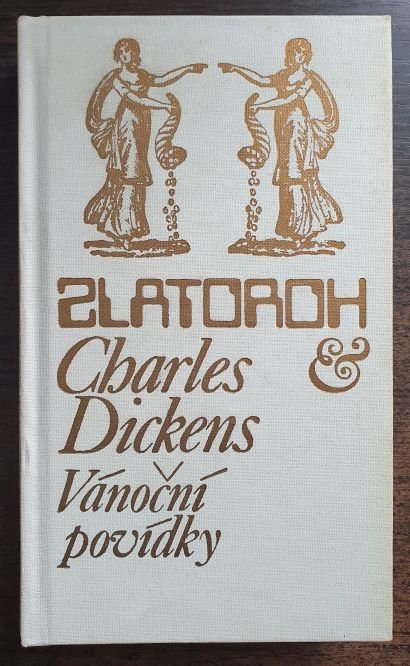 ZLATOROH
Charles &
Dickens
Vánoční
povídky